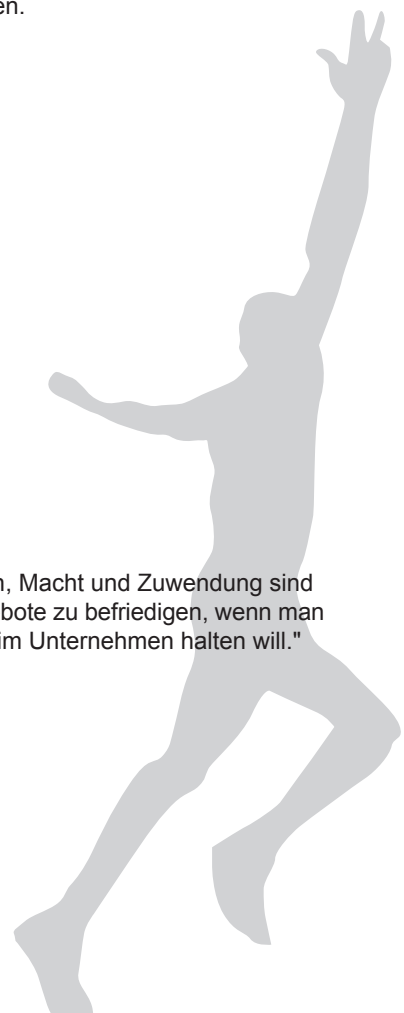 en.
n, Macht und Zuwendung sind
bote zu befriedigen, wenn man
im Unternehmen halten will."